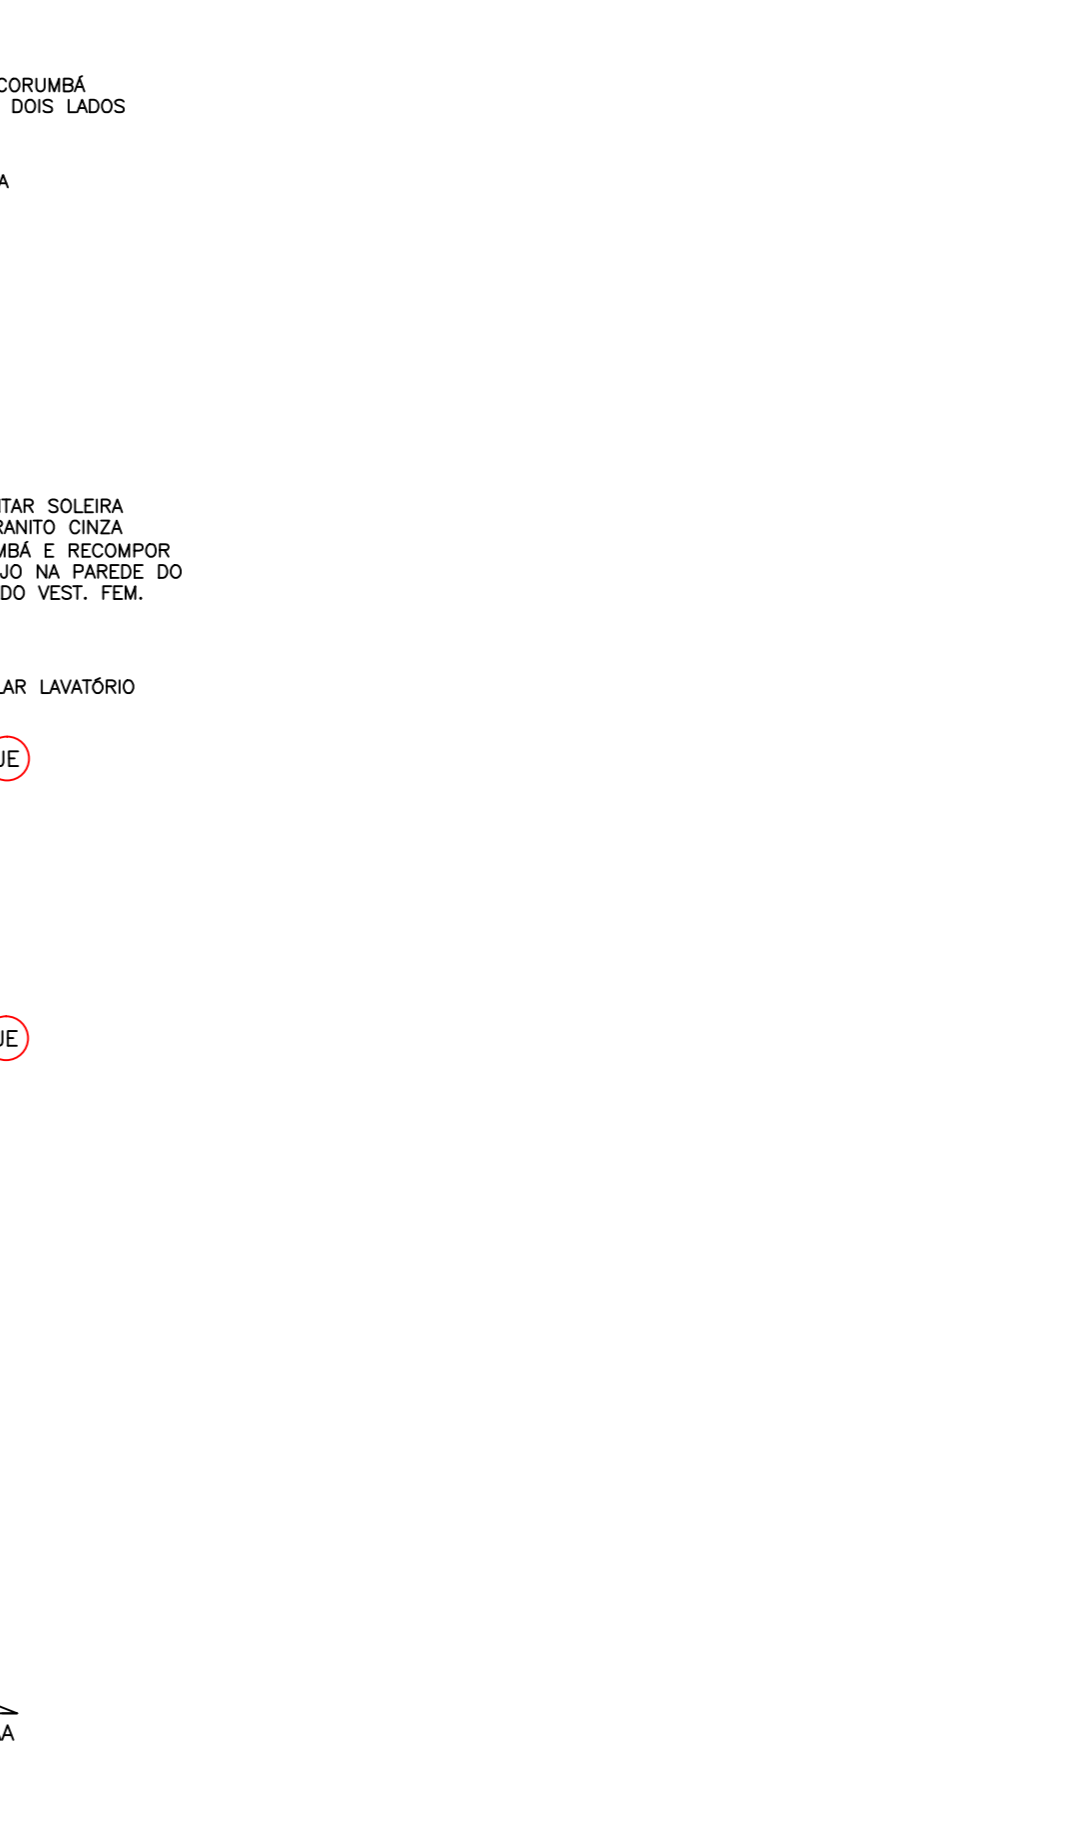 CORUMBÁ
DOIS LADOS
A
TAR SOLEIRA
RANITO CINZA
MBÁ E RECOMPOR
JO NA PAREDE DO
DO VEST. FEM.
LAR LAVATÓRIO
JE
JE
A